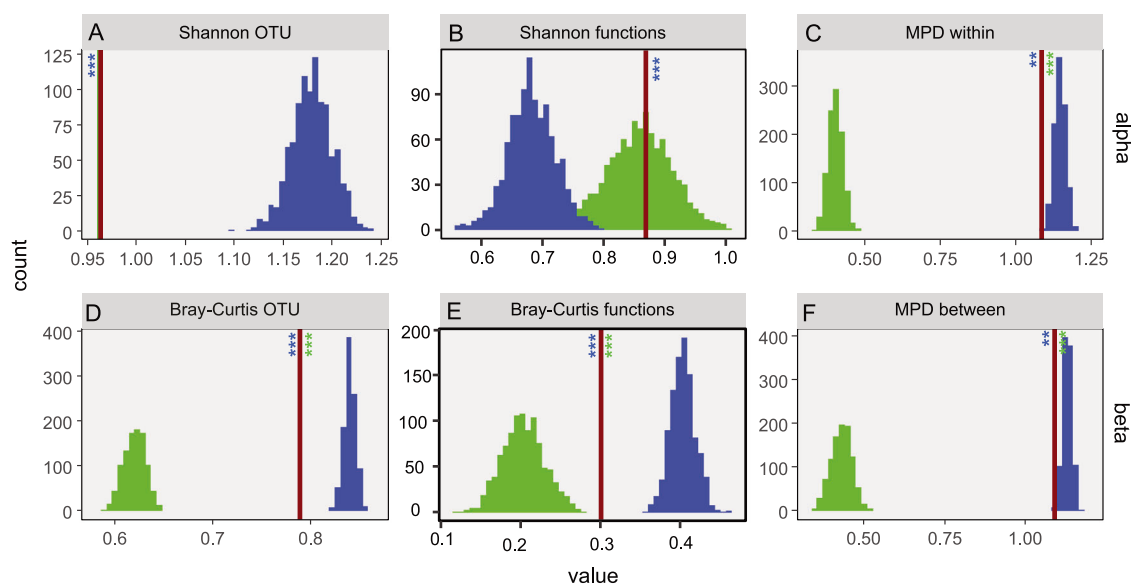 A Shannon OTU
B Shannon functions
C MPD within
125
100
75
50
25
0
***
0.95 1.00 1.05 1.10 1.15 1.20 1.25
90
60
30
0
***
0.6 0.7 0.8 0.9 1.0
300
200
100
0
** ***
0.50 1.00 1.25
alpha
count
D Bray-Curtis OTU
E Bray-Curtis functions
F MPD between
400
300
200
100
0
*** ***
0.6 0.7 0.8
200
150
100
50
0
*** ***
0.1 0.2 0.3 0.4
400
300
200
100
0
** ***
0.50 1.00
beta
value